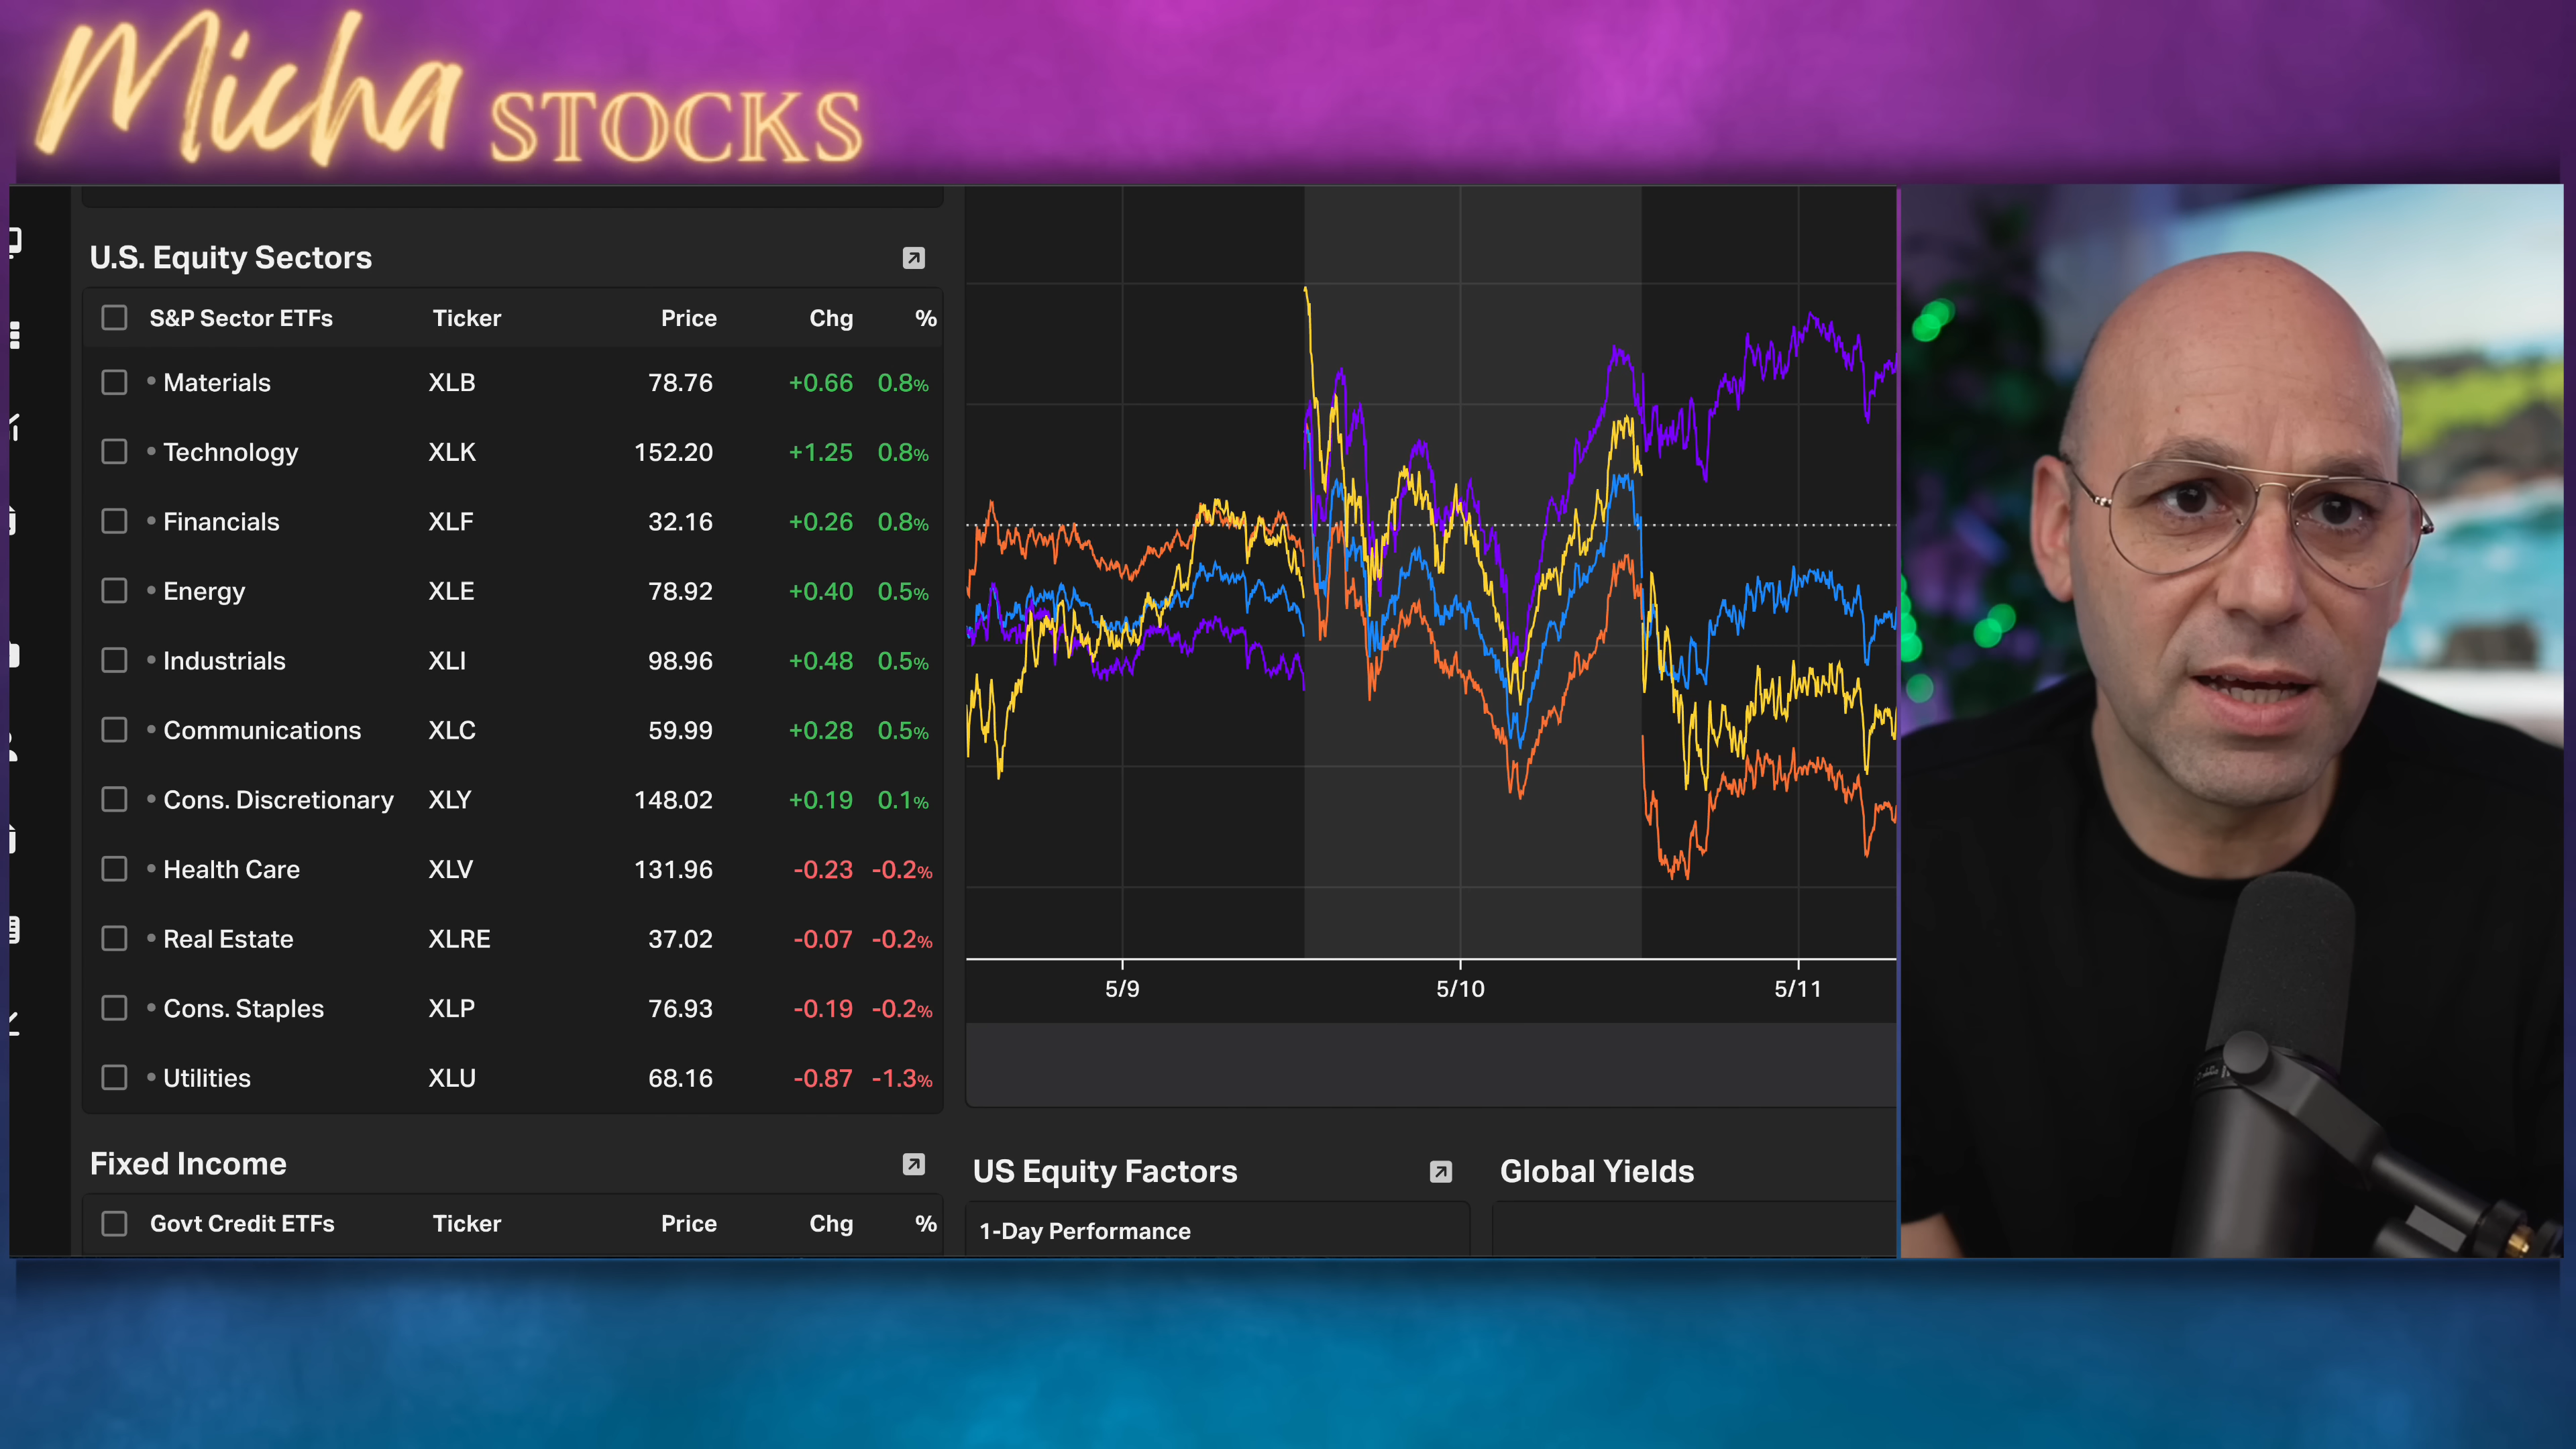 Micha STOCKS
U.S. Equity Sectors
S&P Sector ETFs Ticker Price Chg %
Materials XLB 78.76 +0.66 0.8%
Technology XLK 152.20 +1.25 0.8%
Financials XLF 32.16 +0.26 0.8%
Energy XLE 78.92 +0.40 0.5%
Industrials XLI 98.96 +0.48 0.5%
Communications XLC 59.99 +0.28 0.5%
Cons. Discretionary XLY 148.02 +0.19 0.1%
Health Care XLV 131.96 -0.23 -0.2%
Real Estate XLRE 37.02 -0.07 -0.2%
Cons. Staples XLP 76.93 -0.19 -0.2%
Utilities XLU 68.16 -0.87 -1.3%
Fixed Income
Govt Credit ETFs Ticker Price Chg %
5/9 5/10 5/11
US Equity Factors
1-Day Performance
Global Yields